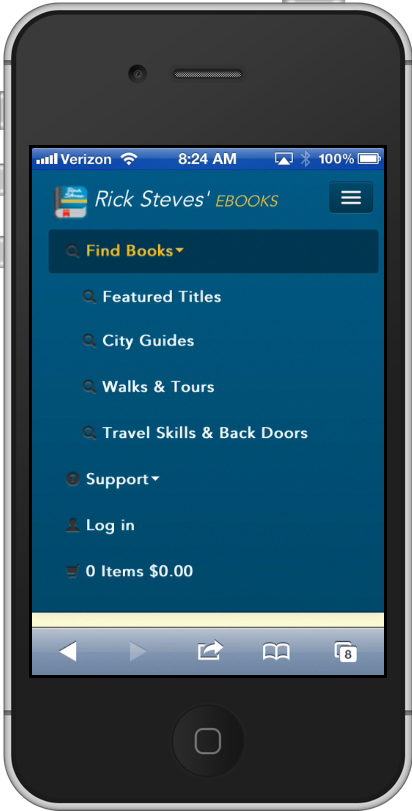 Verizon 8:24 AM 100%
Rick Steves' EBOOKS
Find Books
Featured Titles
City Guides
Walks & Tours
Travel Skills & Back Doors
Support
Log in
0 Items $0.00
8